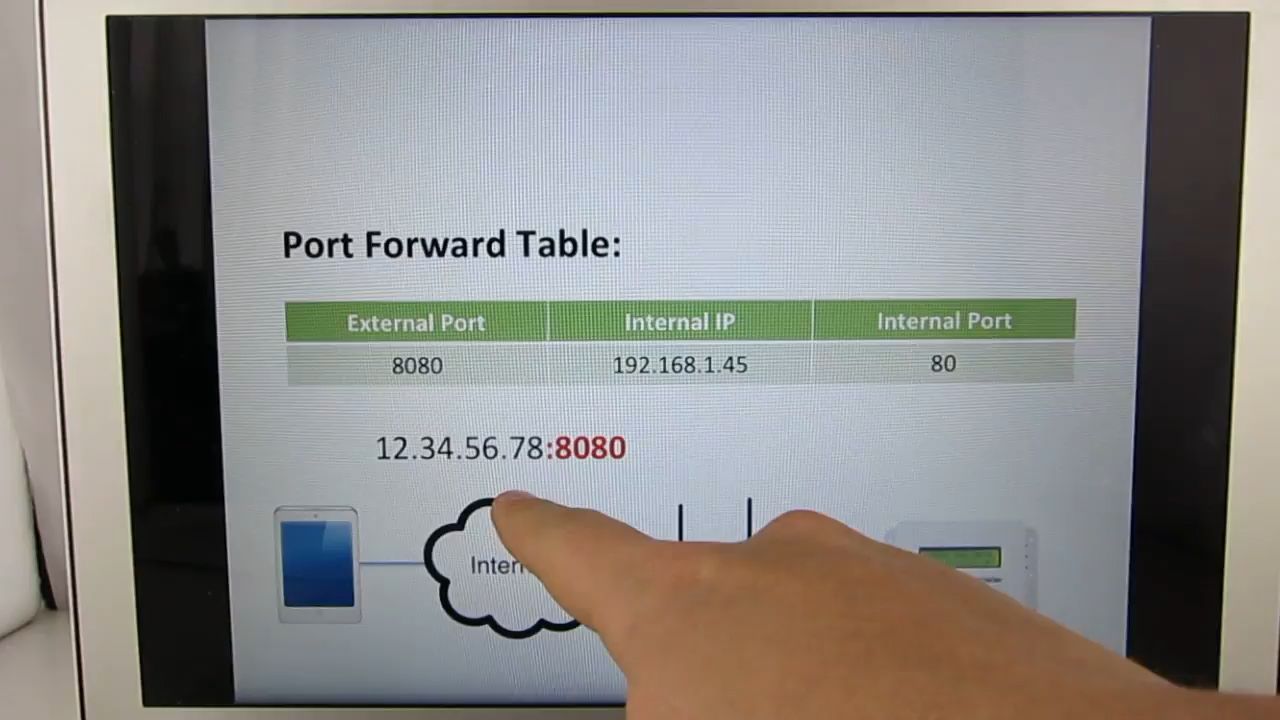 Port Forward Table:
External Port Internal IP Internal Port
8080 192.168.1.45 80
12.34.56.78:8080